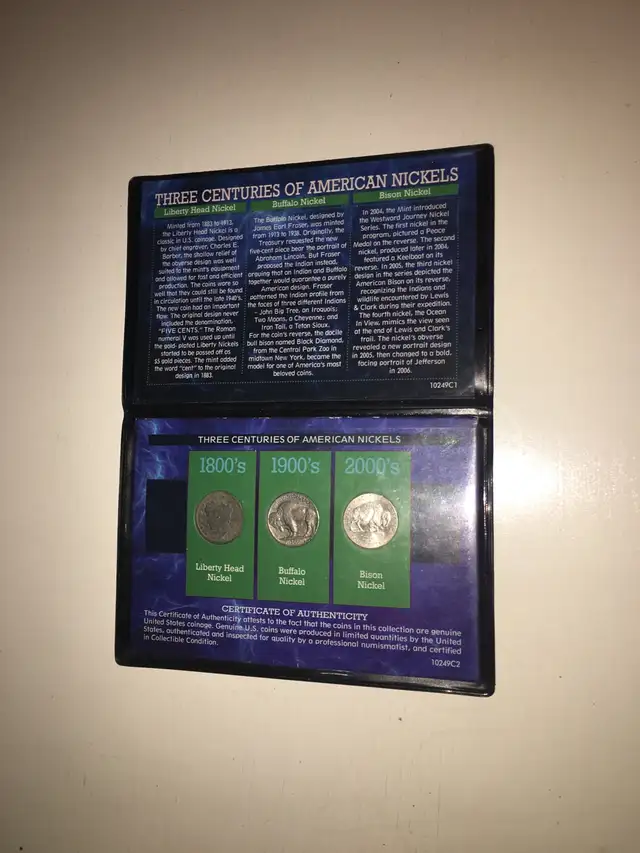 THREE CENTURIES OF AMERICAN NICKELS
Liberty Head Nickel
Minted from 1883 to 1913,
the Liberty Head Nickel is a
classic in U.S. coinage. Designed
by chief engraver, Charles E.
Barber, the shallow relief of
the obverse design was well
suited to the mint's equipment
and allowed for fast and efficient
production. The coins wore so
well that they could still be found
in circulation until the late 1940's.
The new coin had an important
flaw. The original design never
included the denomination,
"FIVE CENTS." The Roman
numeral V was used up until
the gold-plated Liberty Nickels
started to be passed off as
$5 gold pieces. The mint added
the word "cent" to the original
design in 1883.
Buffalo Nickel
The Buffalo Nickel, designed by
James Earl Fraser, was minted
from 1913 to 1938. Originally, the
Treasury requested the new
five-cent piece bear the portrait of
Abraham Lincoln. But Fraser
proposed the Indian instead,
arguing that an Indian and Buffalo
together would guarantee a purely
American design. Fraser
patterned the Indian profile from
the faces of three different Indians
– John Big Tree, an Iroquois;
Two Moons, a Cheyenne; and
Iron Tail, a Teton Sioux.
For the coin's reverse, the docile
bull bison named Black Diamond,
from the Central Park Zoo in
midtown New York, became the
model for one of America's most
beloved coins.
Bison Nickel
In 2004, the Mint introduced
the Westward Journey Nickel
Series. The first nickel in the
program, pictured a Peace
Medal on the reverse. The second
nickel, produced later in 2004,
featured a Keelboat on its
reverse. In 2005, the third nickel
design in the series depicted the
American Bison on its reverse,
recognizing the Indians and
wildlife encountered by Lewis
& Clark during their expedition.
The fourth nickel, the Ocean
In View, mimics the view seen
at the end of Lewis and Clark's
trail. The nickel's obverse
revealed a new portrait design
in 2005, then changed to a bold,
facing portrait of Jefferson
in 2006.
10249C1
THREE CENTURIES OF AMERICAN NICKELS
1800's
1900's
2000's
Liberty Head
Nickel
Buffalo
Nickel
Bison
Nickel
CERTIFICATE OF AUTHENTICITY
This Certificate of Authenticity attests to the fact that the coins in this collection are genuine
United States coinage. Genuine U.S. coins were produced in limited quantities by the United
States, authenticated and inspected for quality by a professional numismatist, and certified
in Collectible Condition.
10249C2